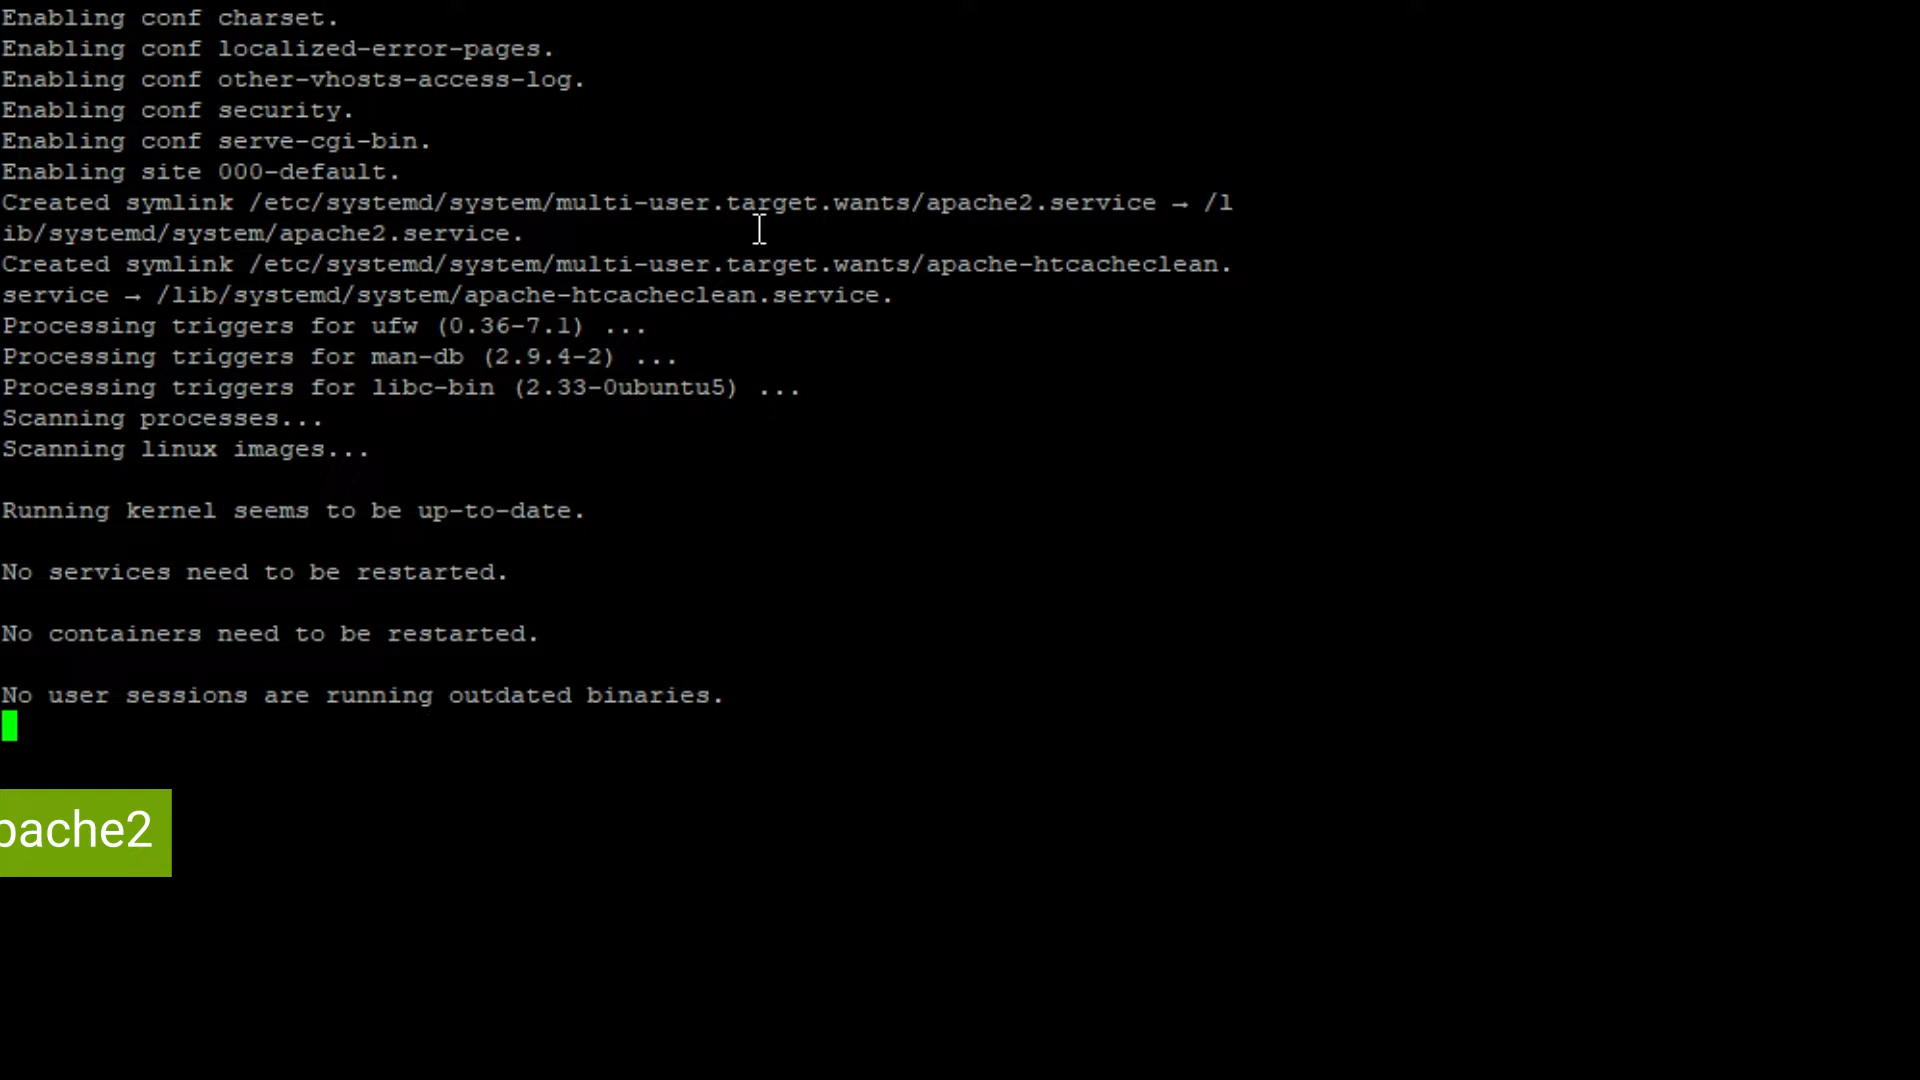 Enabling conf charset.
Enabling conf localized-error-pages.
Enabling conf other-vhosts-access-log.
Enabling conf security.
Enabling conf serve-cgi-bin.
Enabling site 000-default.
Created symlink /etc/systemd/system/multi-user.target.wants/apache2.service → /l
ib/systemd/system/apache2.service.
Created symlink /etc/systemd/system/multi-user.target.wants/apache-htcacheclean.
service → /lib/systemd/system/apache-htcacheclean.service.
Processing triggers for ufw (0.36-7.1) ...
Processing triggers for man-db (2.9.4-2) ...
Processing triggers for libc-bin (2.33-0ubuntu5) ...
Scanning processes...
Scanning linux images...
Running kernel seems to be up-to-date.
No services need to be restarted.
No containers need to be restarted.
No user sessions are running outdated binaries.
pache2